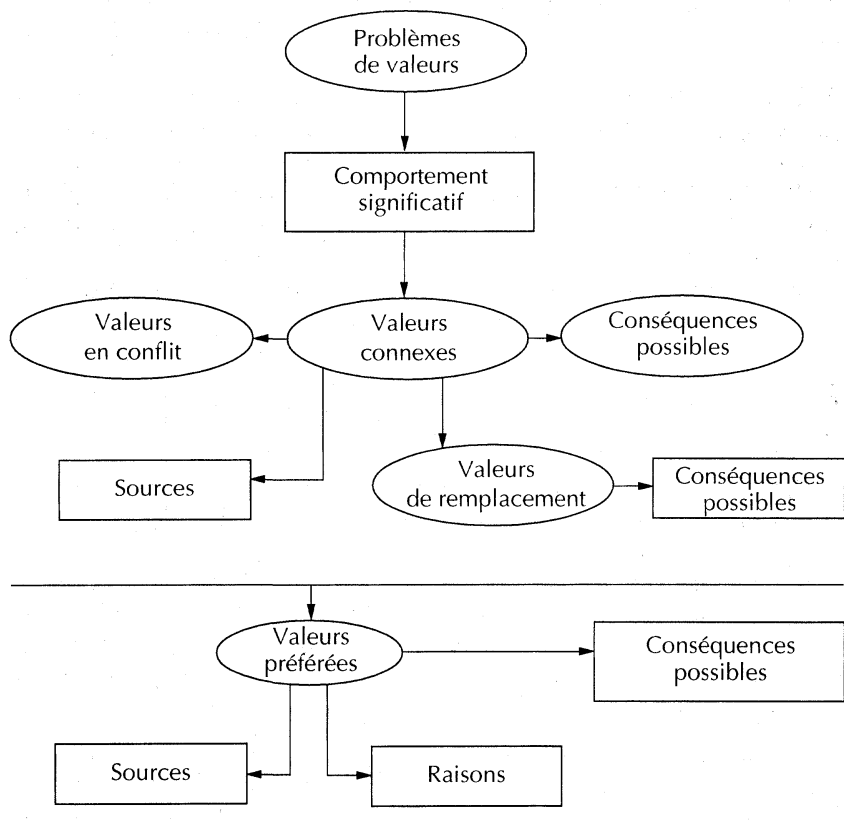 Problèmes
de valeurs
Comportement
significatif
Valeurs
en conflit
Valeurs
connexes
Conséquences
possibles
Sources
Valeurs
de remplacement
Conséquences
possibles
Valeurs
préférées
Conséquences
possibles
Sources
Raisons